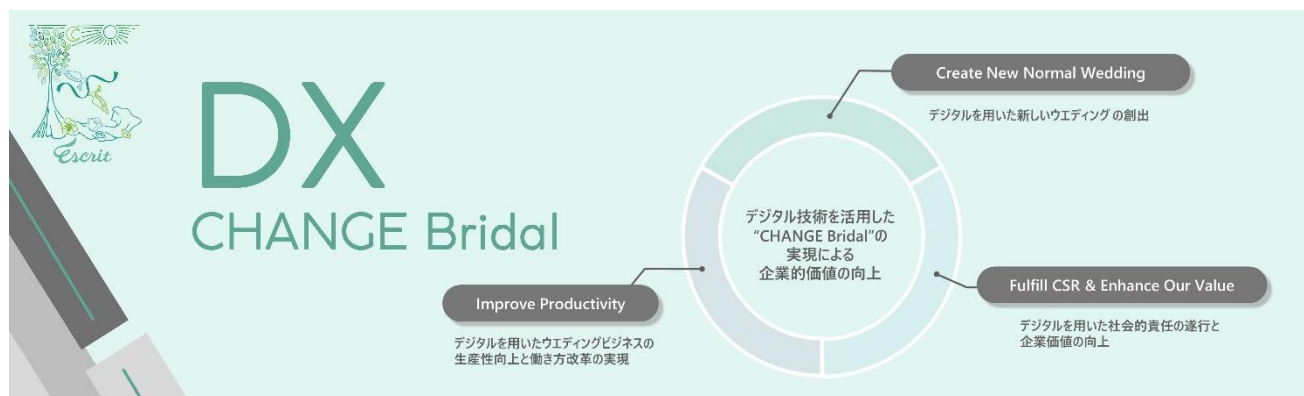 Escrit
DX
CHANGE Bridal
Create New Normal Wedding
デジタルを用いた新しいウエディングの創出
デジタル技術を活用した
“CHANGE Bridal”の
実現による
企業的価値の向上
Improve Productivity
デジタルを用いたウエディングビジネスの
生産性向上と働き方改革の実現
Fulfill CSR & Enhance Our Value
デジタルを用いた社会的責任の遂行と
企業価値の向上